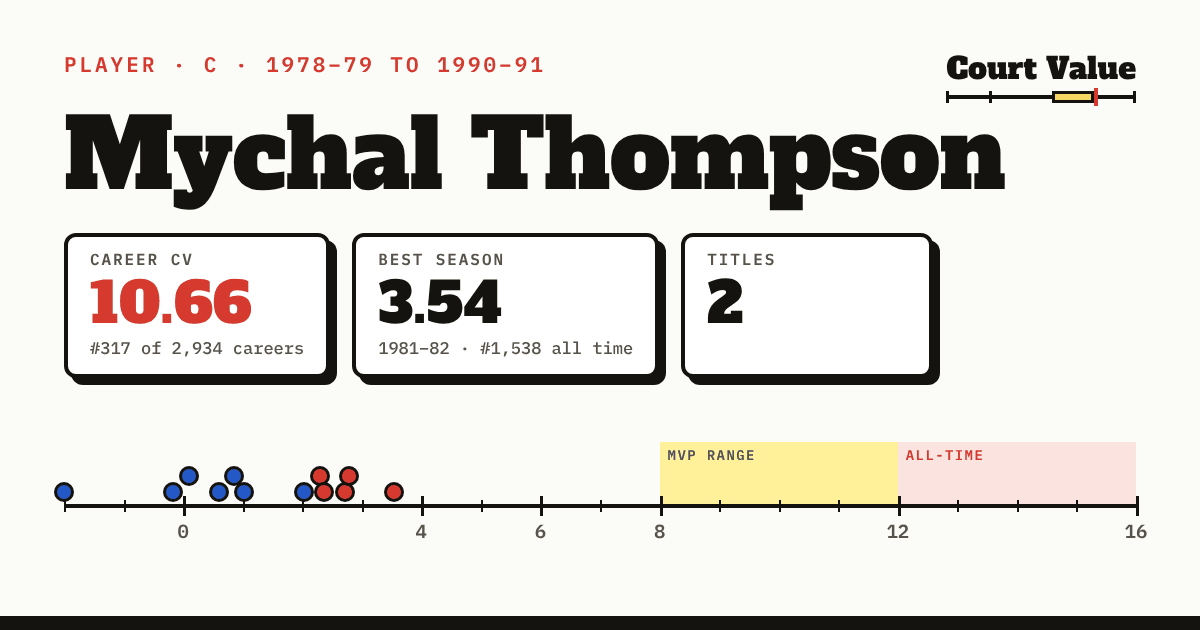 PLAYER · C · 1978–79 TO 1990–91
Court Value
Mychal Thompson
CAREER CV
10.66
#317 of 2,934 careers
BEST SEASON
3.54
1981–82 · #1,538 all time
TITLES
2
MVP RANGE
ALL-TIME
0 4 6 8 12 16